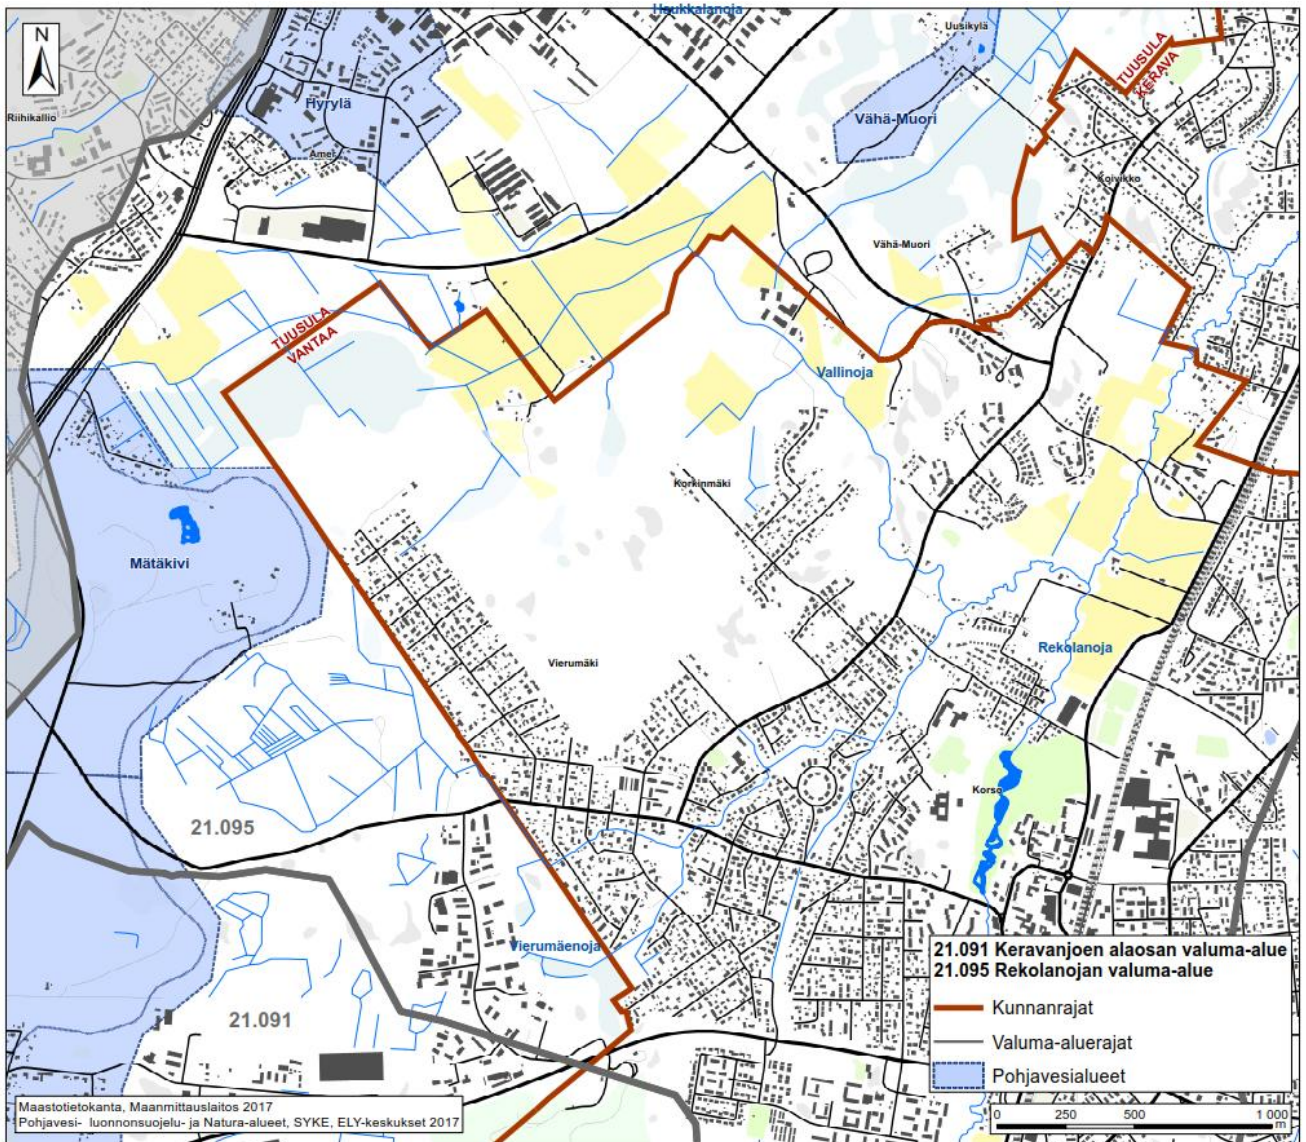 Haukkalanoja
N
Uusikylä
TUUSULA
KERAVA
Hyrylä
Riihikallio
Vähä-Muori
Amer
Koivikko
Vähä-Muori
TUUSULA
VANTAA
Vallinoja
Korkinmäki
Mätäkivi
Rekolanoja
Vierumäki
Korso
21.095
Vierumäenoja
21.091
21.091 Keravanjoen alaosan valuma-alue
21.095 Rekolanojan valuma-alue
Kunnanrajat
Valuma-aluerajat
Pohjavesialueet
Maastotietokanta, Maanmittauslaitos 2017
Pohjavesi- luonnonsuojelu- ja Natura-alueet, SYKE, ELY-keskukset 2017
0 250 500 1 000
m